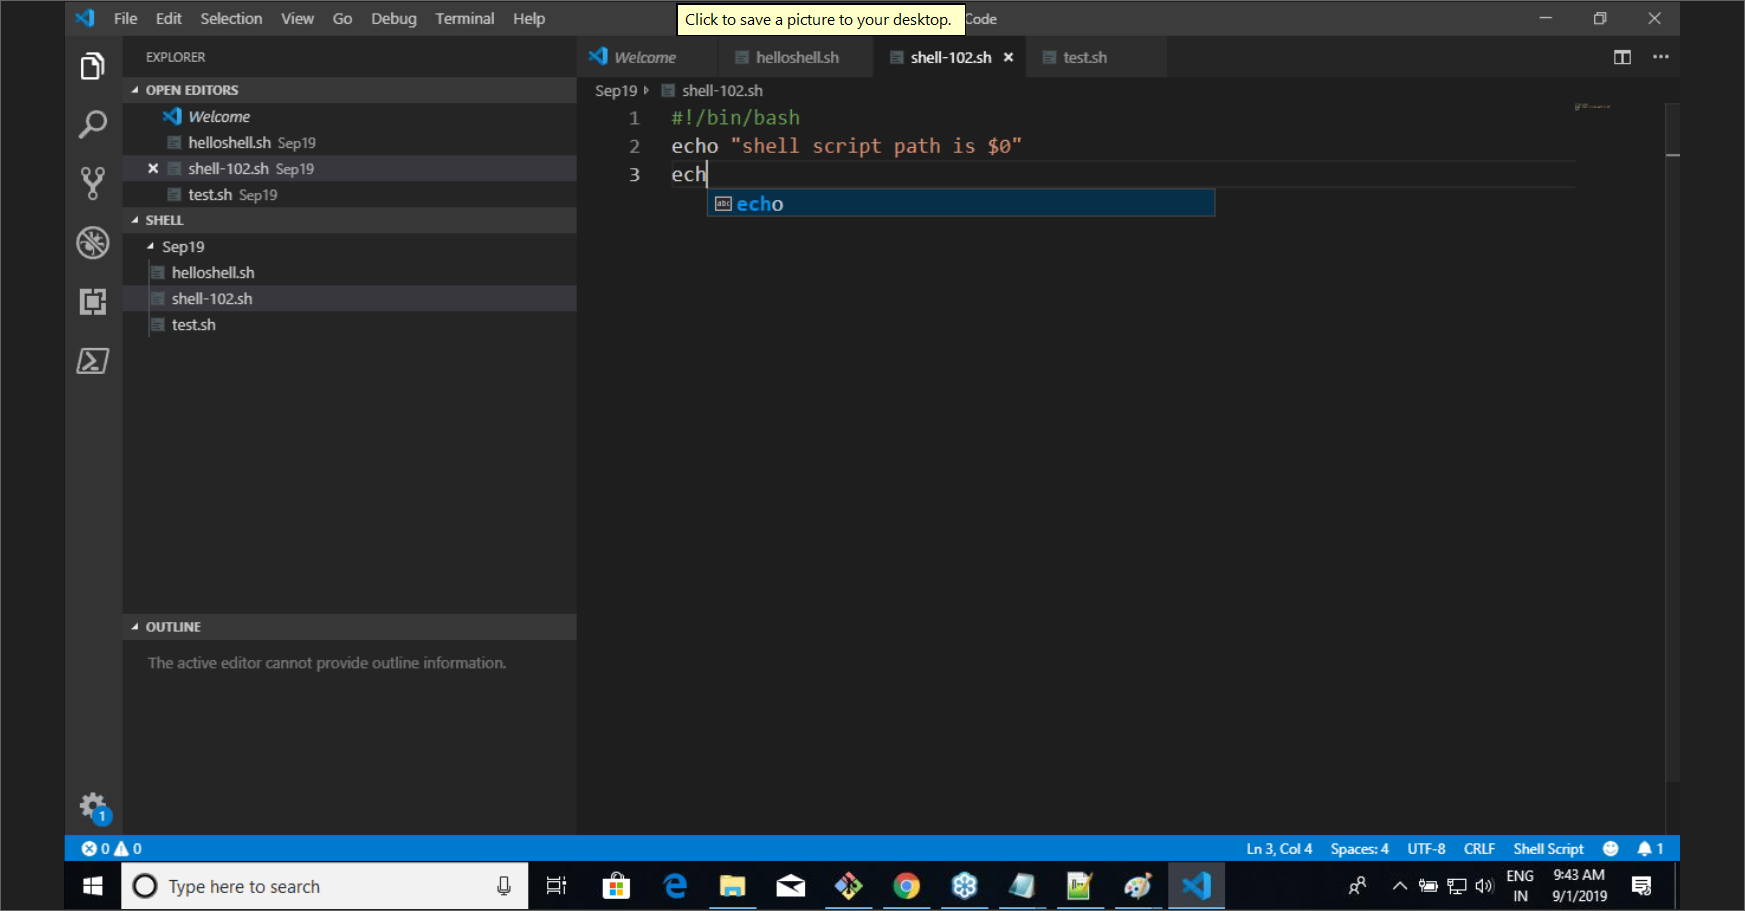 File Edit Selection View Go Debug Terminal Help
Click to save a picture to your desktop.
Code
EXPLORER
OPEN EDITORS
Welcome
helloshell.sh Sep19
shell-102.sh Sep19
test.sh Sep19
SHELL
Sep19
helloshell.sh
shell-102.sh
test.sh
OUTLINE
The active editor cannot provide outline information.
1
Welcome helloshell.sh shell-102.sh test.sh
Sep19 shell-102.sh
1 #!/bin/bash
2 echo "shell script path is $0"
3 ech
abc echo
0 0
Ln 3, Col 4 Spaces: 4 UTF-8 CRLF Shell Script 1
Type here to search
ENG
IN
9:43 AM
9/1/2019